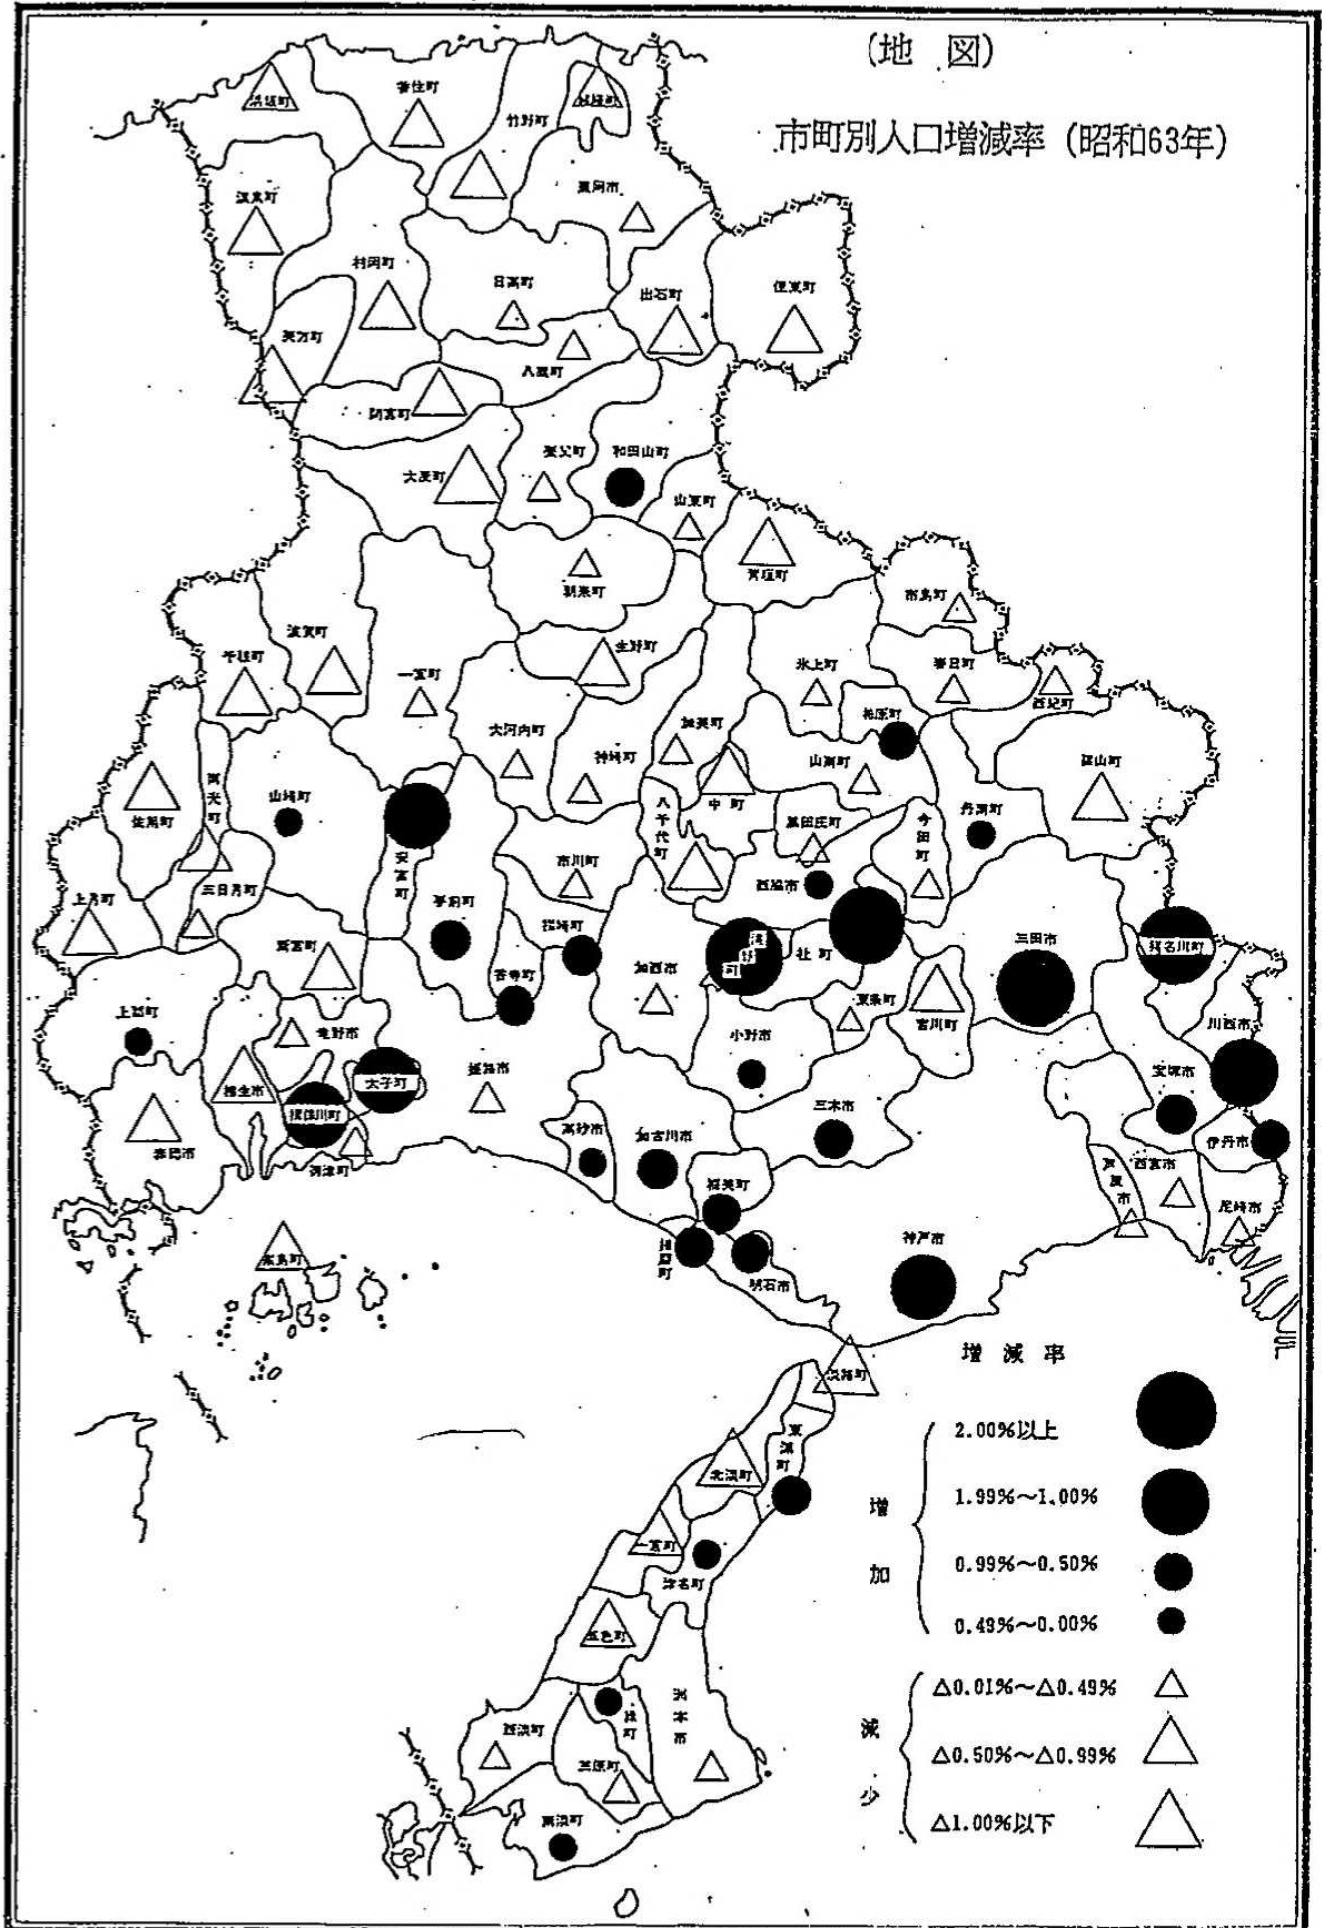 (地 図)
市町別人口増減率 (昭和63年)
浜坂町
香住町
竹野町
城崎町
豊岡市
温泉町
村岡町
日高町
出石町
但東町
美方町
八鹿町
関宮町
大屋町
養父町
和田山町
山東町
青垣町
朝来町
市島町
波賀町
千種町
一宮町
生野町
氷上町
春日町
西紀町
大河内町
神崎町
加美町
柏原町
山南町
篠山町
南光町
佐用町
山崎町
安富町
八千代町
中町
黒田庄町
今田町
丹南町
市川町
西脇市
上月町
三日月町
夢前町
福崎町
新宮町
香寺町
加西市
滝野町
社町
三田市
猪名川町
東条町
吉川町
上郡町
竜野市
相生市
太子町
姫路市
小野市
川西市
宝塚市
揖保川町
御津町
赤穂市
高砂市
加古川市
三木市
伊丹市
芦屋市
西宮市
尼崎市
稲美町
播磨町
明石市
神戸市
家島町
淡路町
東浦町
北淡町
一宮町
津名町
五色町
洲本市
緑町
西淡町
三原町
南淡町
増減率
増加
2.00%以上
1.99%～1.00%
0.99%～0.50%
0.49%～0.00%
減少
△0.01%～△0.49%
△0.50%～△0.99%
△1.00%以下